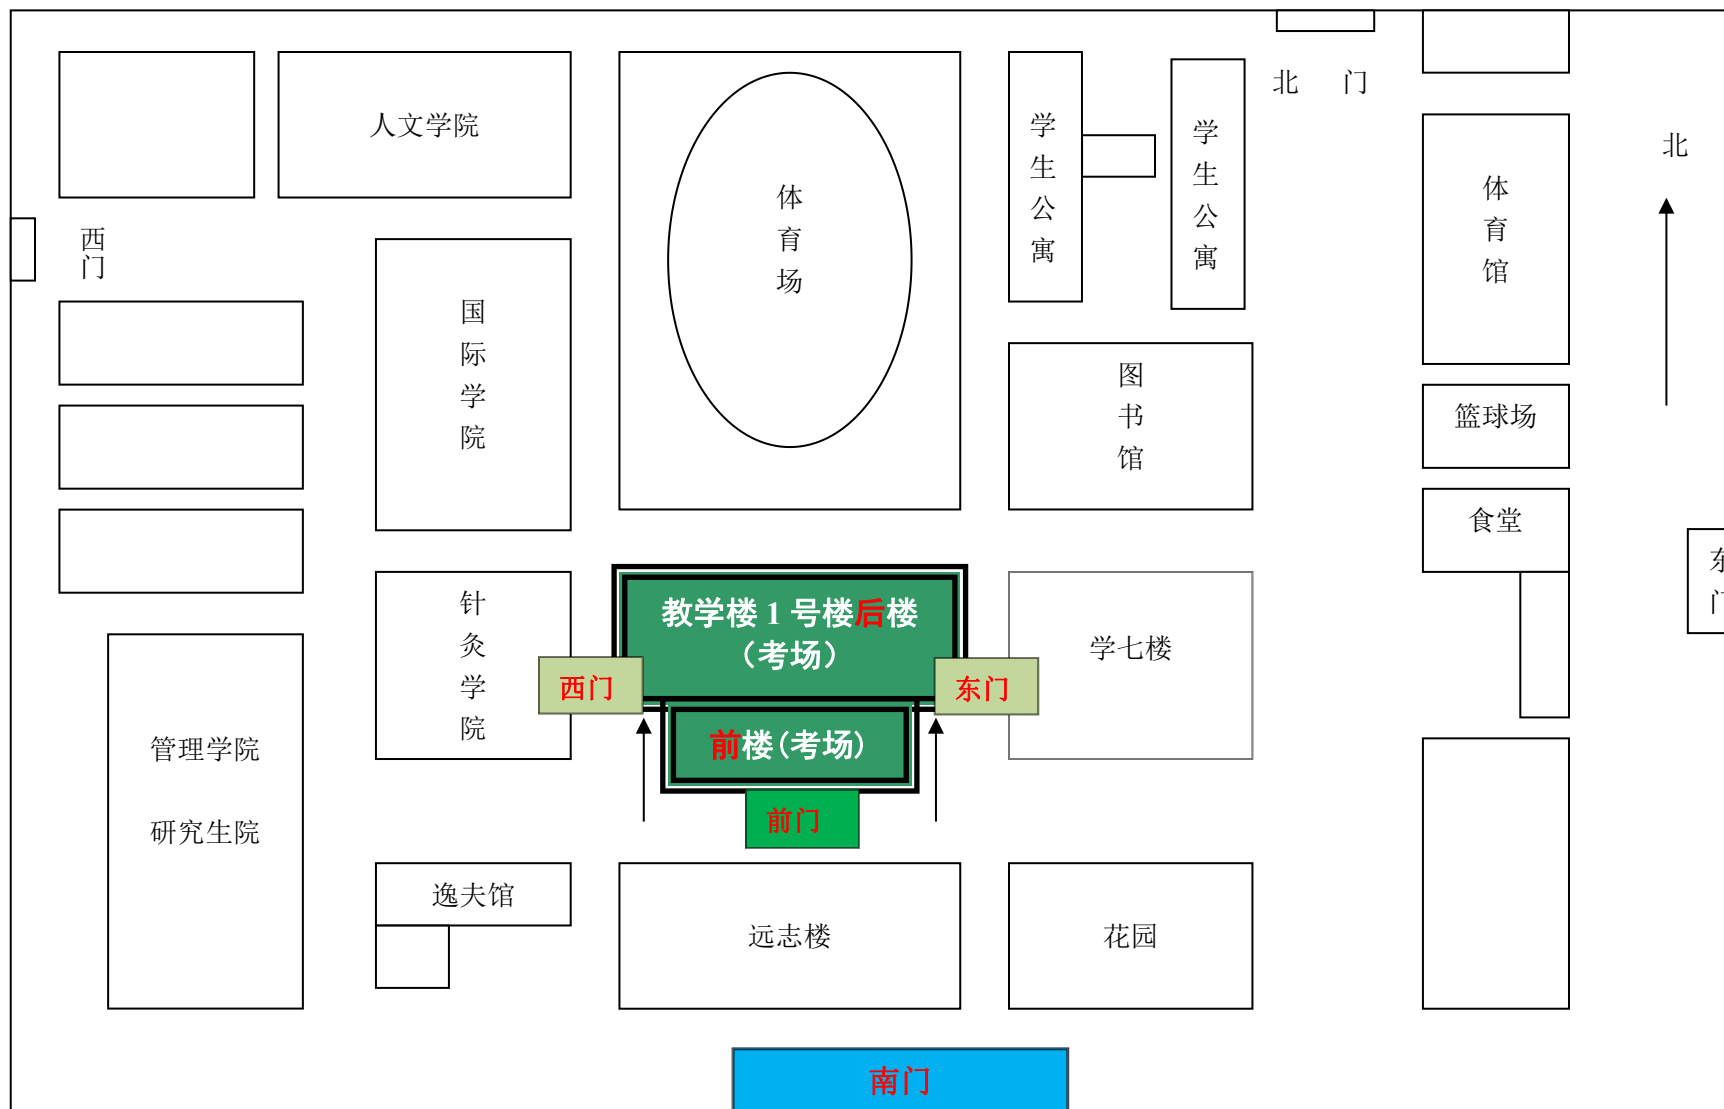 北 门
人文学院
学生公寓
学生公寓
北
体育场
体育馆
西门
国际学院
图书馆
篮球场
食堂
东门
针灸学院
教学楼 1 号楼后楼
（考场）
学七楼
西门
东门
前楼（考场）
管理学院
研究生院
前门
逸夫馆
远志楼
花园
南门